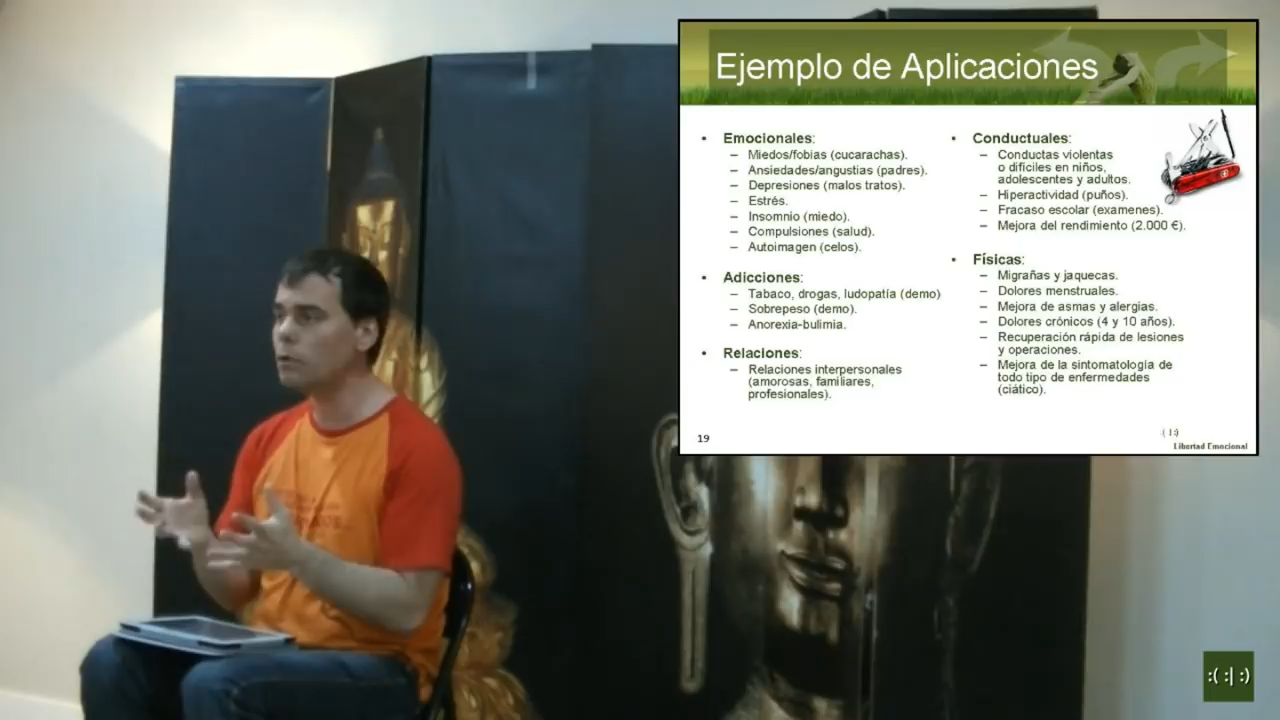 Ejemplo de Aplicaciones
• Emocionales:
– Miedos/fobias (cucarachas).
– Ansiedades/angustias (padres).
– Depresiones (malos tratos).
– Estrés.
– Insomnio (miedo).
– Compulsiones (salud).
– Autoimagen (celos).
• Adicciones:
– Tabaco, drogas, ludopatía (demo)
– Sobrepeso (demo).
– Anorexia-bulimia.
• Relaciones:
– Relaciones interpersonales
(amorosas, familiares,
profesionales).
• Conductuales:
– Conductas violentas
o difíciles en niños,
adolescentes y adultos.
– Hiperactividad (puños).
– Fracaso escolar (examenes).
– Mejora del rendimiento (2.000 €).
• Físicas:
– Migrañas y jaquecas.
– Dolores menstruales.
– Mejora de asmas y alergias.
– Dolores crónicos (4 y 10 años).
– Recuperación rápida de lesiones
y operaciones.
– Mejora de la sintomatología de
todo tipo de enfermedades
(ciático).
19
:( |:)
Libertad Emocional
:( :| :)